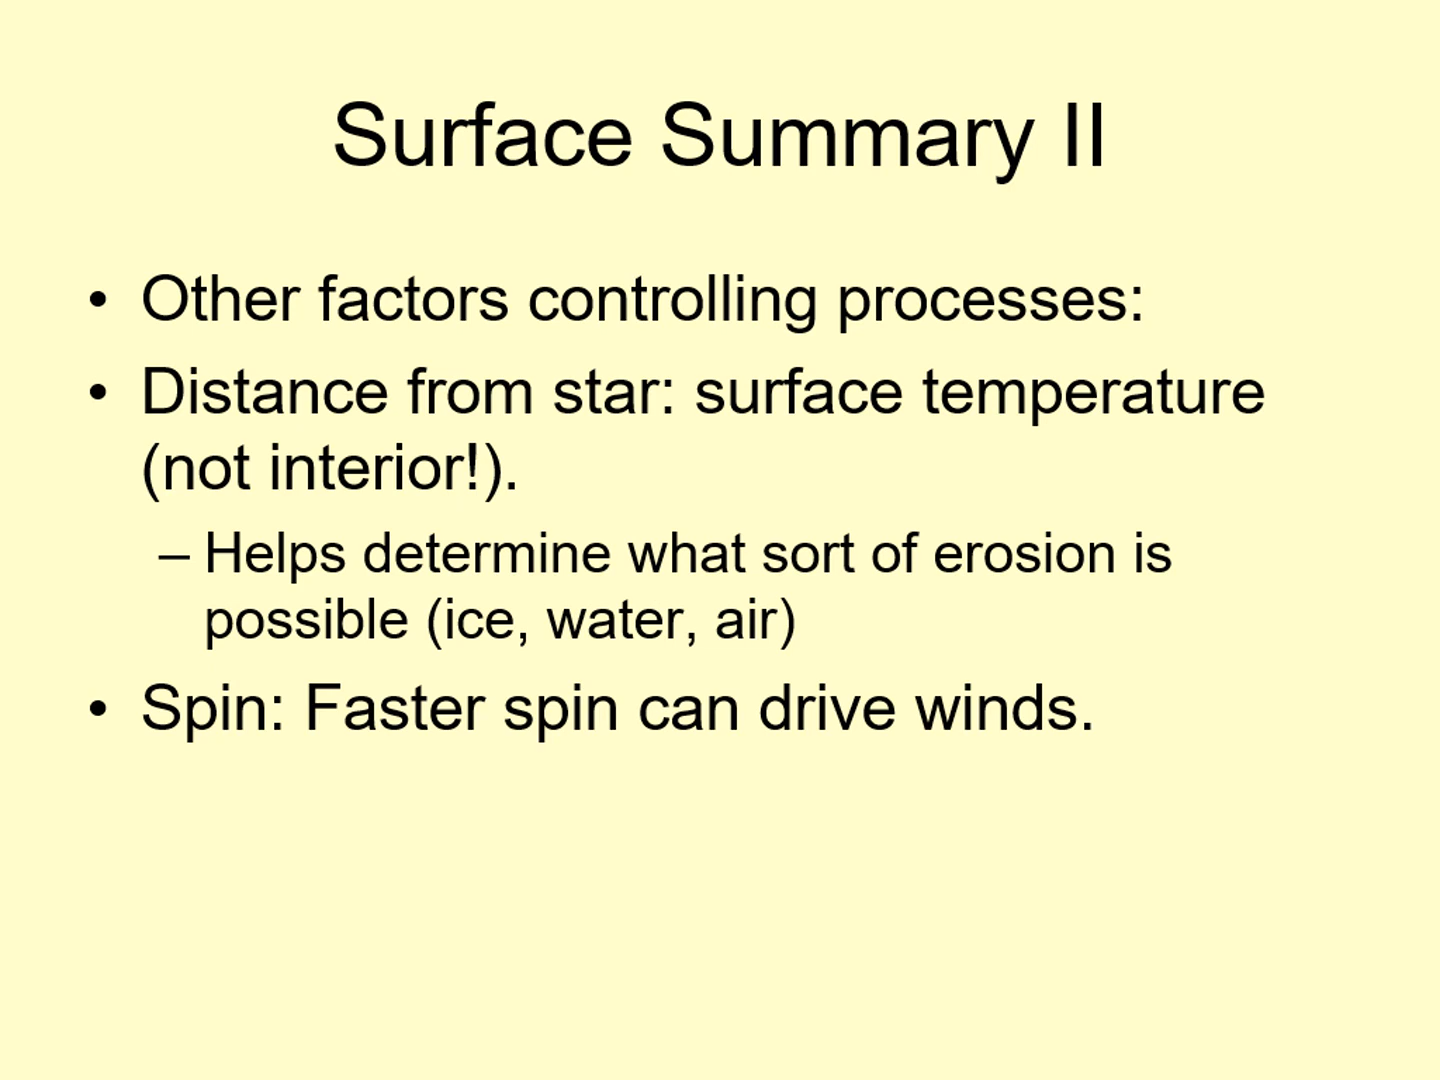 Surface Summary II
• Other factors controlling processes:
• Distance from star: surface temperature
(not interior!).
– Helps determine what sort of erosion is
possible (ice, water, air)
• Spin: Faster spin can drive winds.